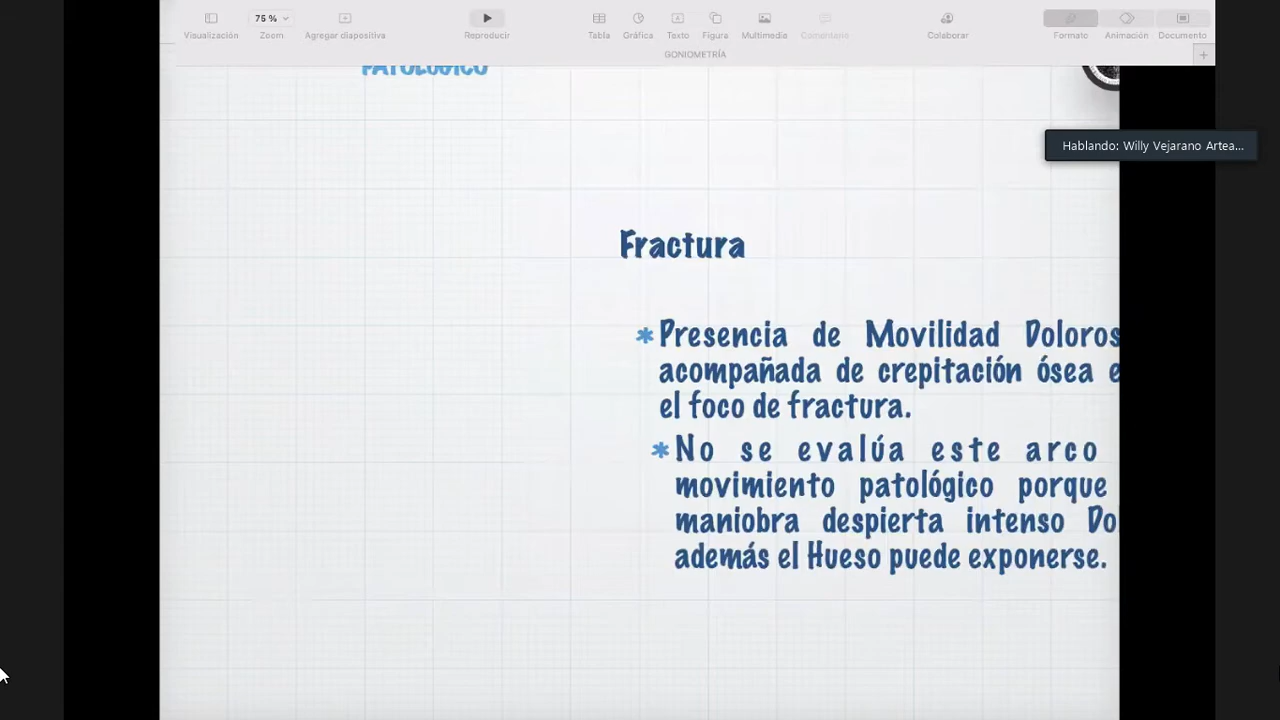 75 %
Visualización Zoom Agregar diapositiva Reproducir Tabla Gráfica Texto Figura Multimedia Comentario Colaborar Formato Animación Documento
GONIOMETRÍA
PATOLÓGICO
Hablando: Willy Vejarano Artea...
Fractura
* Presencia de Movilidad Doloros
acompañada de crepitación ósea e
el foco de fractura.
* No se evalúa este arco
movimiento patológico porque
maniobra despierta intenso Do
además el Hueso puede exponerse.